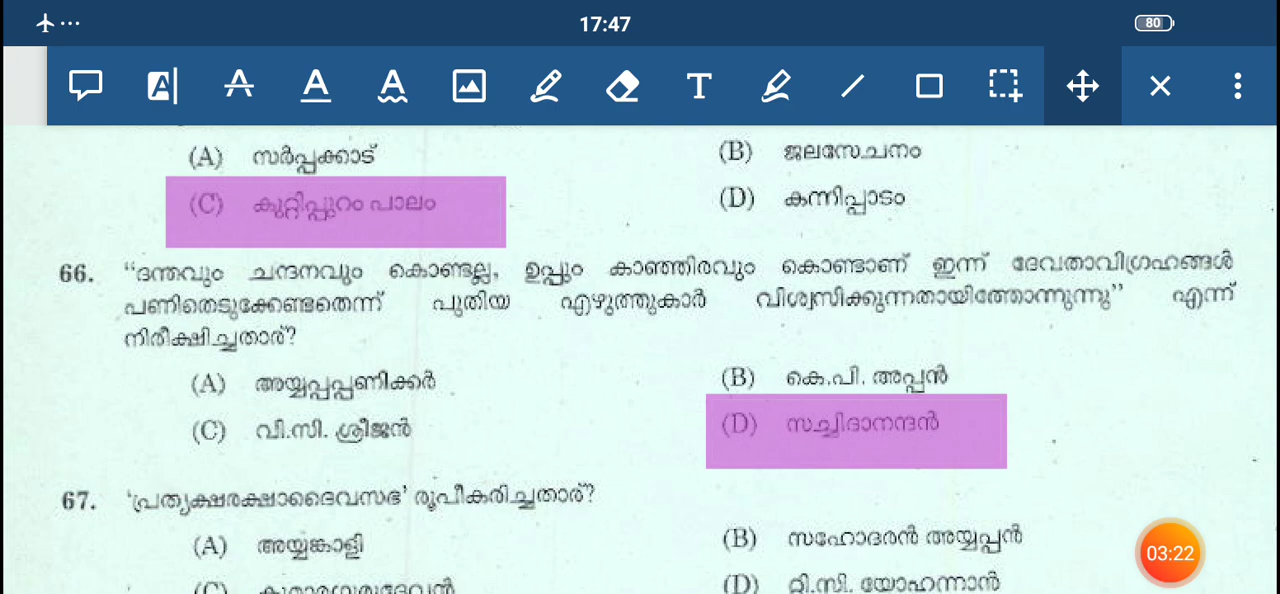 17:47
80
(A) സർപ്പക്കാട് (B) ജലസേചനം
(C) കുറ്റിപ്പുറം പാലം (D) കന്നിപ്പാടം
66. “ദന്തവും ചന്ദനവും കൊണ്ടല്ല, ഉപ്പും കാഞ്ഞിരവും കൊണ്ടാണ് ഇന്ന് ദേവതാവിഗ്രഹങ്ങൾ
പണിതെടുക്കേണ്ടതെന്ന് പുതിയ എഴുത്തുകാർ വിശ്വസിക്കുന്നതായിത്തോന്നുന്നു” എന്ന്
നിരീക്ഷിച്ചതാര്?
(A) അയ്യപ്പപ്പണിക്കർ (B) കെ.പി. അപ്പൻ
(C) വി.സി. ശ്രീജൻ (D) സച്ചിദാനന്ദൻ
67. ‘പ്രത്യക്ഷരക്ഷാദൈവസഭ’ രൂപീകരിച്ചതാര്?
(A) അയ്യങ്കാളി (B) സഹോദരൻ അയ്യപ്പൻ
(C) കുമാരഗുരുദേവൻ (D) റ്റി.സി. യോഹന്നാൻ
03:22